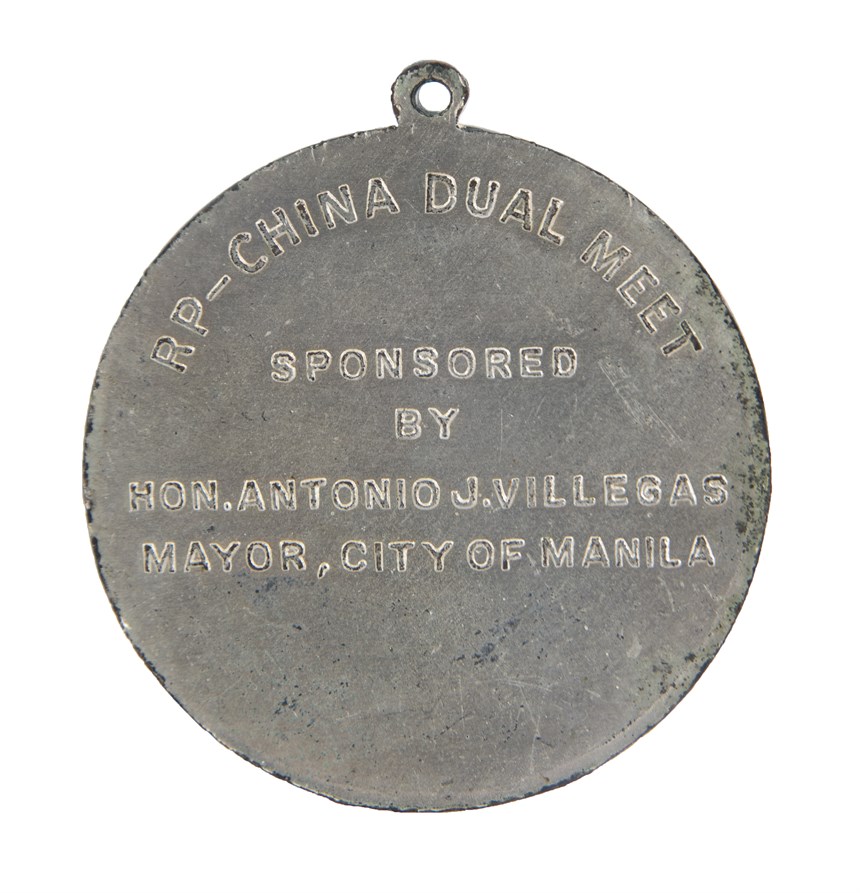 RP-CHINA DUAL MEET
SPONSORED
BY
HON. ANTONIO J. VILLEGAS
MAYOR, CITY OF MANILA